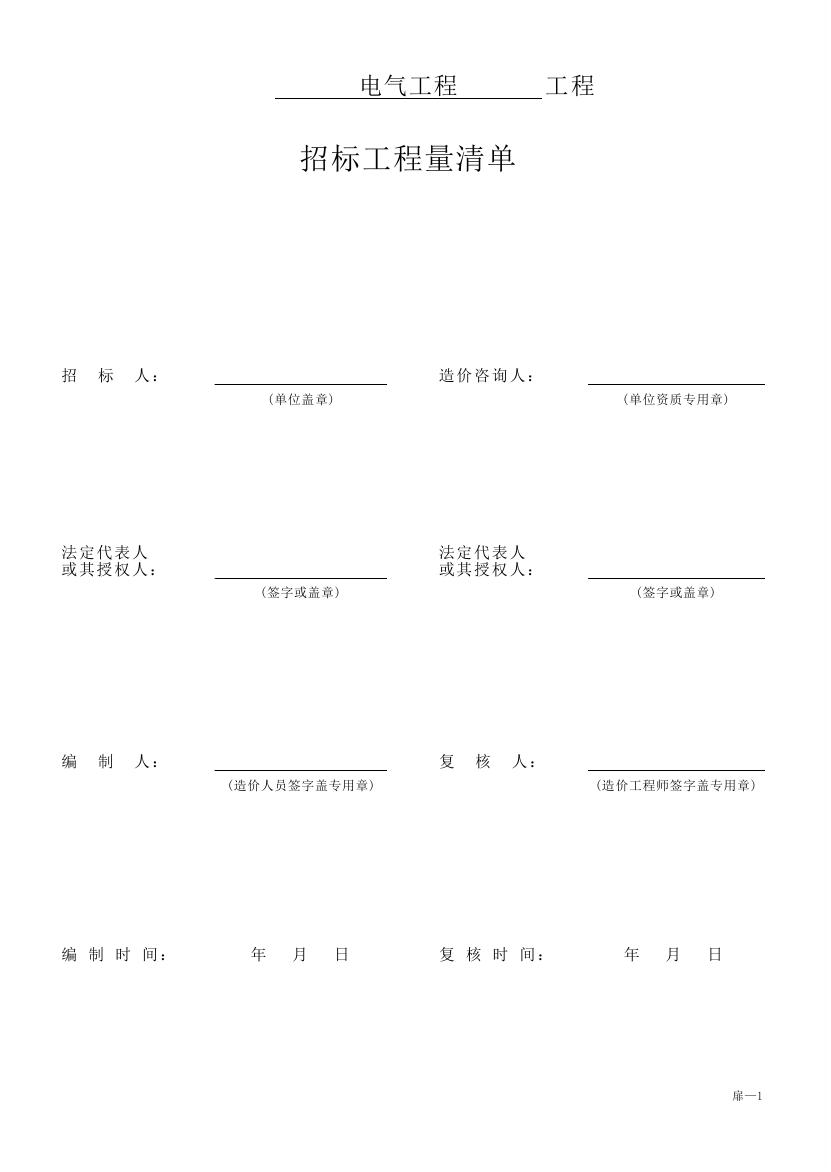 电气工程 工程
招标工程量清单
招 标 人： 造价咨询人：
（单位盖章） （单位资质专用章）
法定代表人 法定代表人
或其授权人： 或其授权人：
（签字或盖章） （签字或盖章）
编 制 人： 复 核 人：
（造价人员签字盖专用章） （造价工程师签字盖专用章）
编 制 时 间： 年 月 日 复 核 时 间： 年 月 日
扉—1